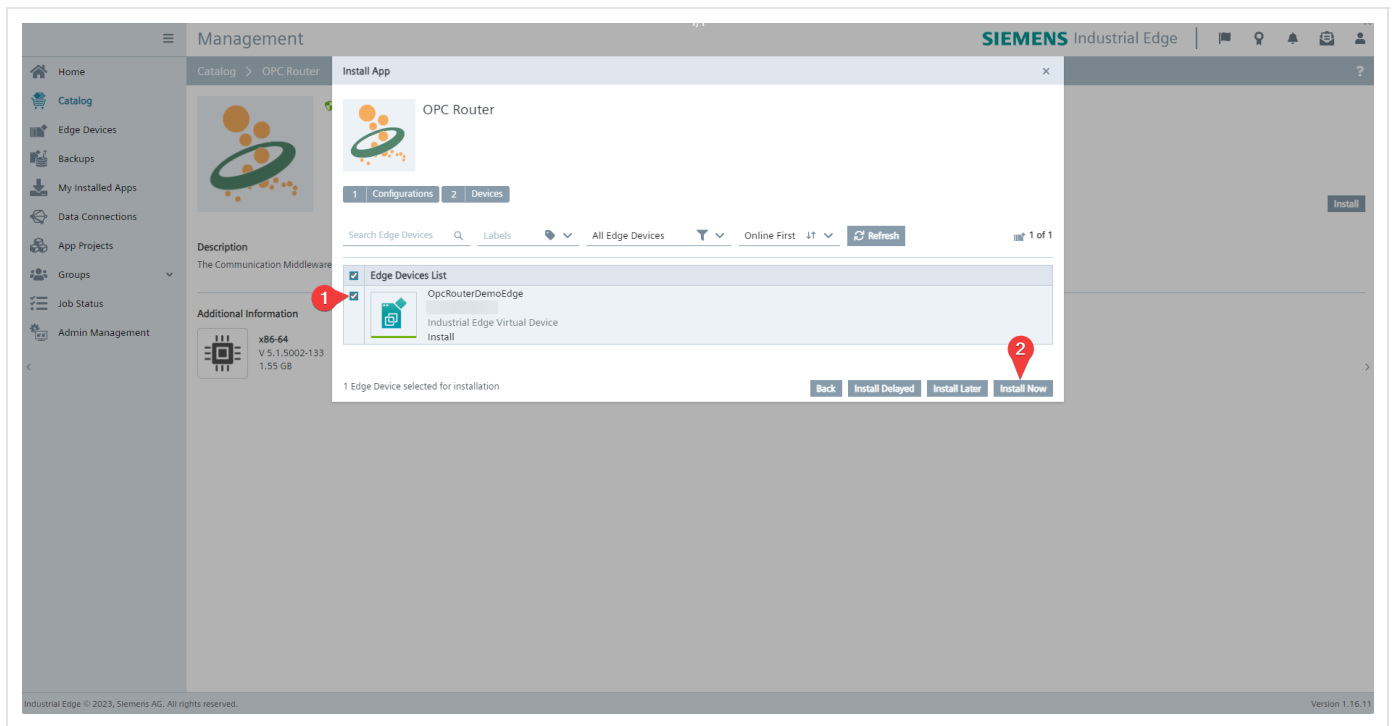 Management
SIEMENS Industrial Edge
Home
Catalog
Edge Devices
Backups
My Installed Apps
Data Connections
App Projects
Groups
Job Status
Admin Management
Catalog > OPC Router
?
Install
Description
The Communication Middleware
Additional Information
x86-64
V 5.1.5002-133
1.55 GB
Install App
×
OPC Router
1 Configurations 2 Devices
Search Edge Devices Labels All Edge Devices Online First Refresh 1 of 1
Edge Devices List
1
OpcRouterDemoEdge
Industrial Edge Virtual Device
Install
2
1 Edge Device selected for installation Back Install Delayed Install Later Install Now
Industrial Edge © 2023, Siemens AG. All rights reserved.
Version 1.16.11